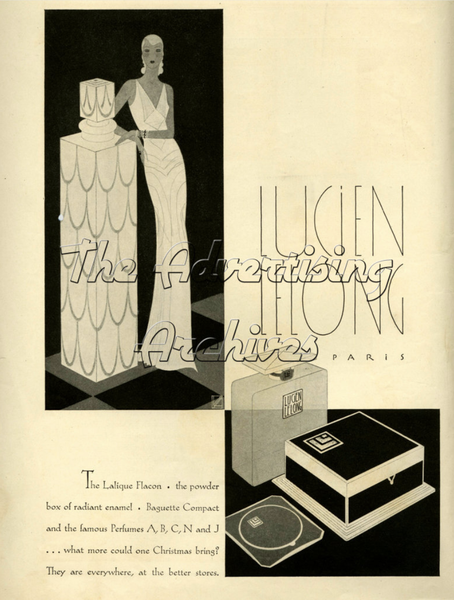 LUCIEN
LELONG
PARIS
The Advertising
Archives
LUCIEN
LELONG
The Lalique Flacon • the powder
box of radiant enamel • Baguette Compact
and the famous Perfumes A, B, C, N and J
. . . what more could one Christmas bring?
They are everywhere, at the better stores.